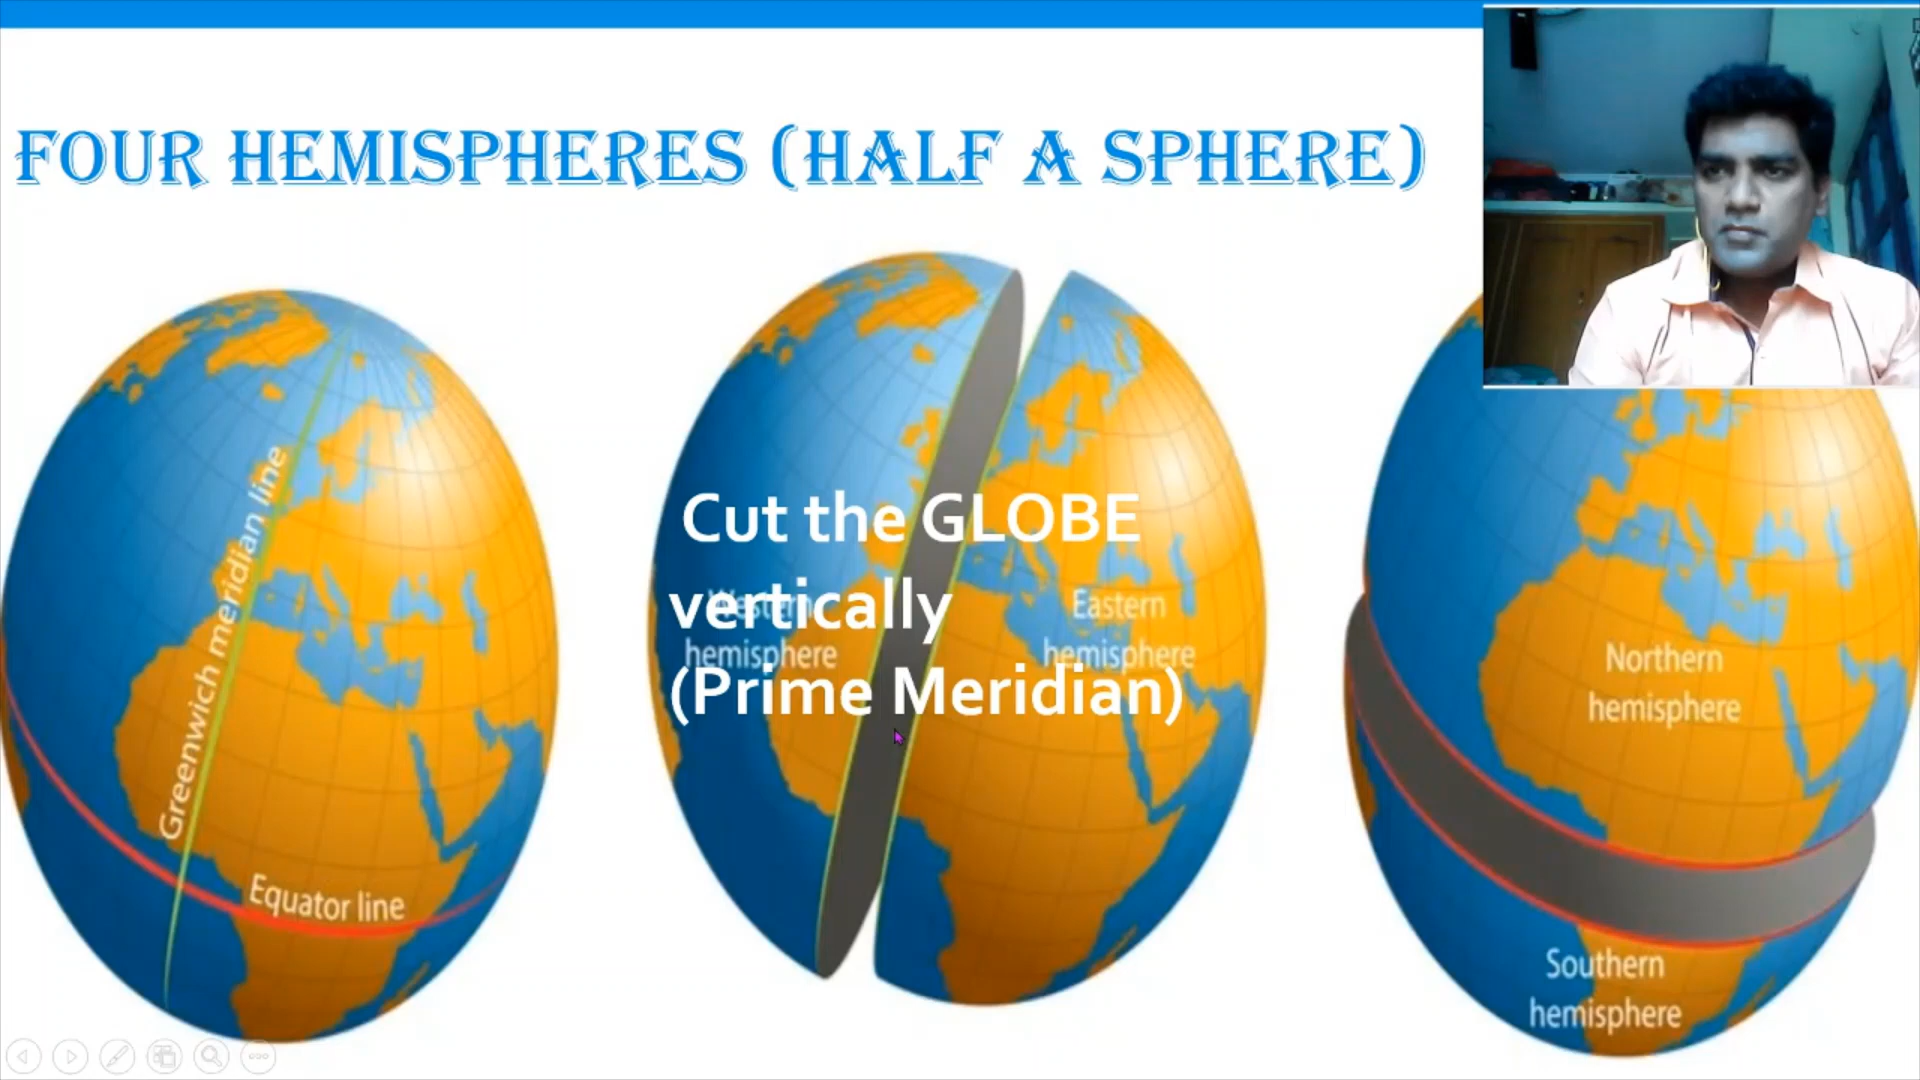 FOUR HEMISPHERES (HALF A SPHERE)
Greenwich meridian line
Equator line
Cut the GLOBE
vertically
(Prime Meridian)
Western
hemisphere
Eastern
hemisphere
Northern
hemisphere
Southern
hemisphere